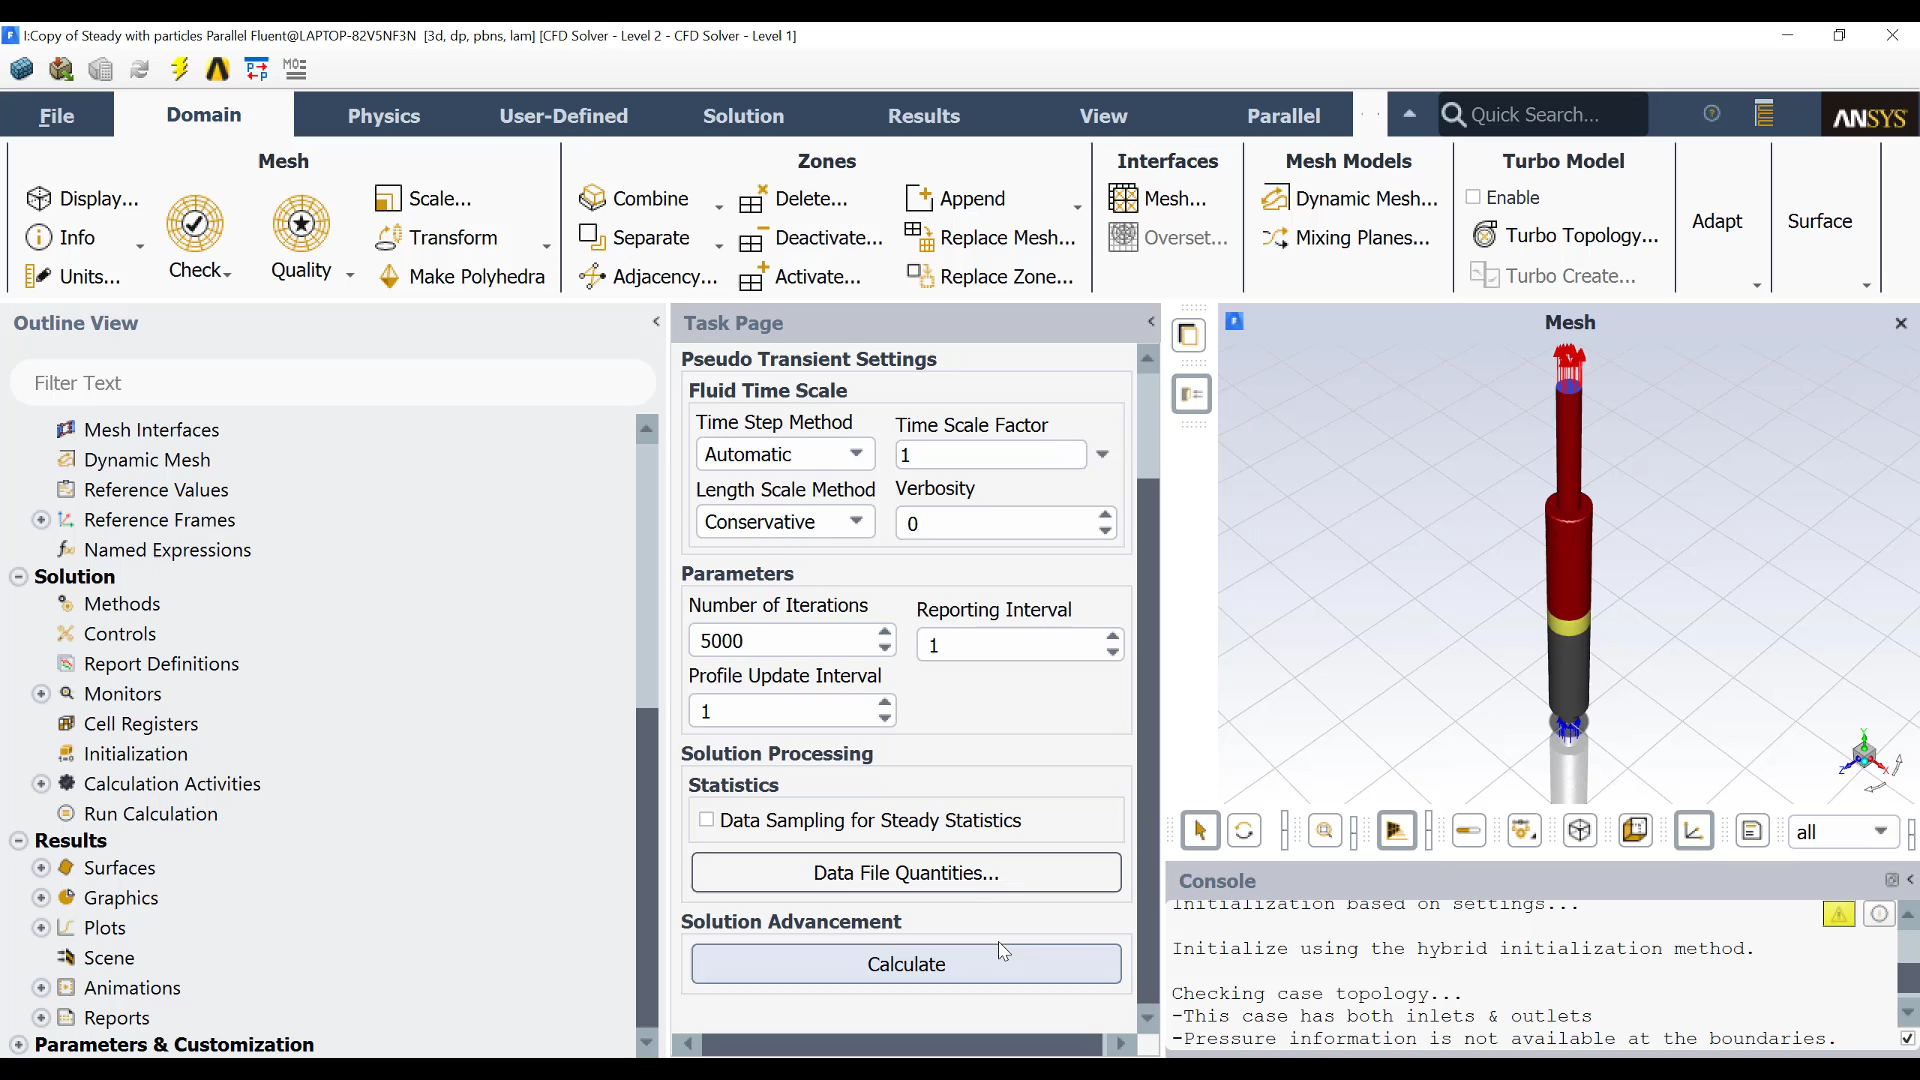 I:Copy of Steady with particles Parallel Fluent@LAPTOP-82V5NF3N [3d, dp, pbns, lam] [CFD Solver - Level 2 - CFD Solver - Level 1]
File
Domain
Physics
User-Defined
Solution
Results
View
Parallel
Quick Search...
ANSYS
Mesh
Display...
Info
Units...
Check
Quality
Scale...
Transform
Make Polyhedra
Zones
Combine
Separate
Adjacency...
Delete...
Deactivate...
Activate...
Append
Replace Mesh...
Replace Zone...
Interfaces
Mesh...
Overset...
Mesh Models
Dynamic Mesh...
Mixing Planes...
Turbo Model
Enable
Turbo Topology...
Turbo Create...
Adapt
Surface
Outline View
Filter Text
Mesh Interfaces
Dynamic Mesh
Reference Values
Reference Frames
Named Expressions
Solution
Methods
Controls
Report Definitions
Monitors
Cell Registers
Initialization
Calculation Activities
Run Calculation
Results
Surfaces
Graphics
Plots
Scene
Animations
Reports
Parameters & Customization
Task Page
Pseudo Transient Settings
Fluid Time Scale
Time Step Method
Time Scale Factor
Automatic
1
Length Scale Method
Verbosity
Conservative
0
Parameters
Number of Iterations
Reporting Interval
5000
1
Profile Update Interval
1
Solution Processing
Statistics
Data Sampling for Steady Statistics
Data File Quantities...
Solution Advancement
Calculate
Mesh
Y
Z
X
all
Console
Initialization based on settings...
Initialize using the hybrid initialization method.
Checking case topology...
-This case has both inlets & outlets
-Pressure information is not available at the boundaries.